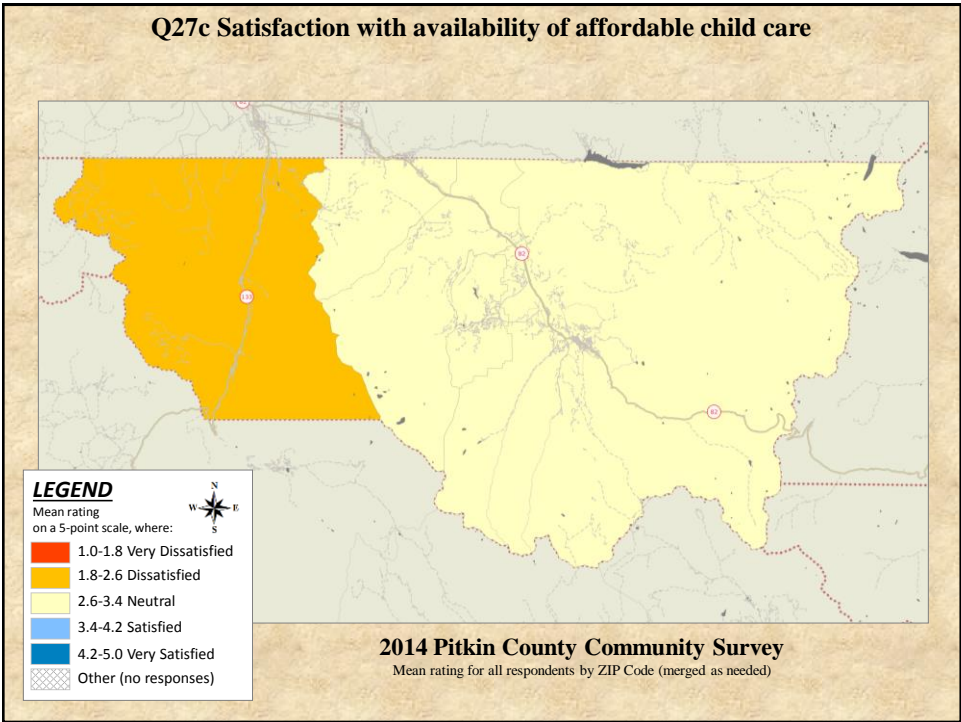 Q27c Satisfaction with availability of affordable child care
82
82
133
82
LEGEND
Mean rating
on a 5-point scale, where:
N
W E
S
1.0-1.8 Very Dissatisfied
1.8-2.6 Dissatisfied
2.6-3.4 Neutral
3.4-4.2 Satisfied
4.2-5.0 Very Satisfied
Other (no responses)
2014 Pitkin County Community Survey
Mean rating for all respondents by ZIP Code (merged as needed)